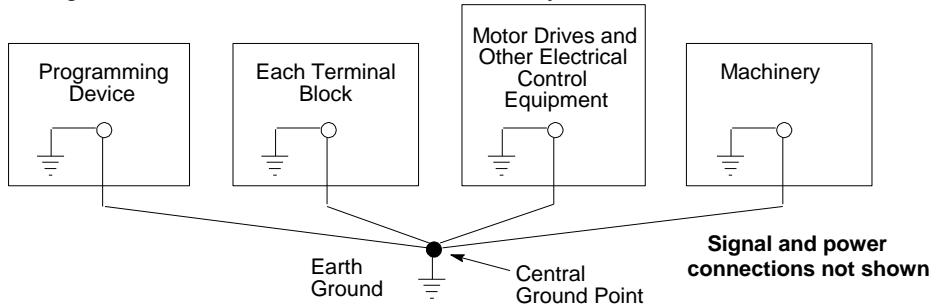 Programming
Device
Each Terminal
Block
Motor Drives and
Other Electrical
Control
Equipment
Machinery
Earth
Ground
Central
Ground Point
Signal and power
connections not shown